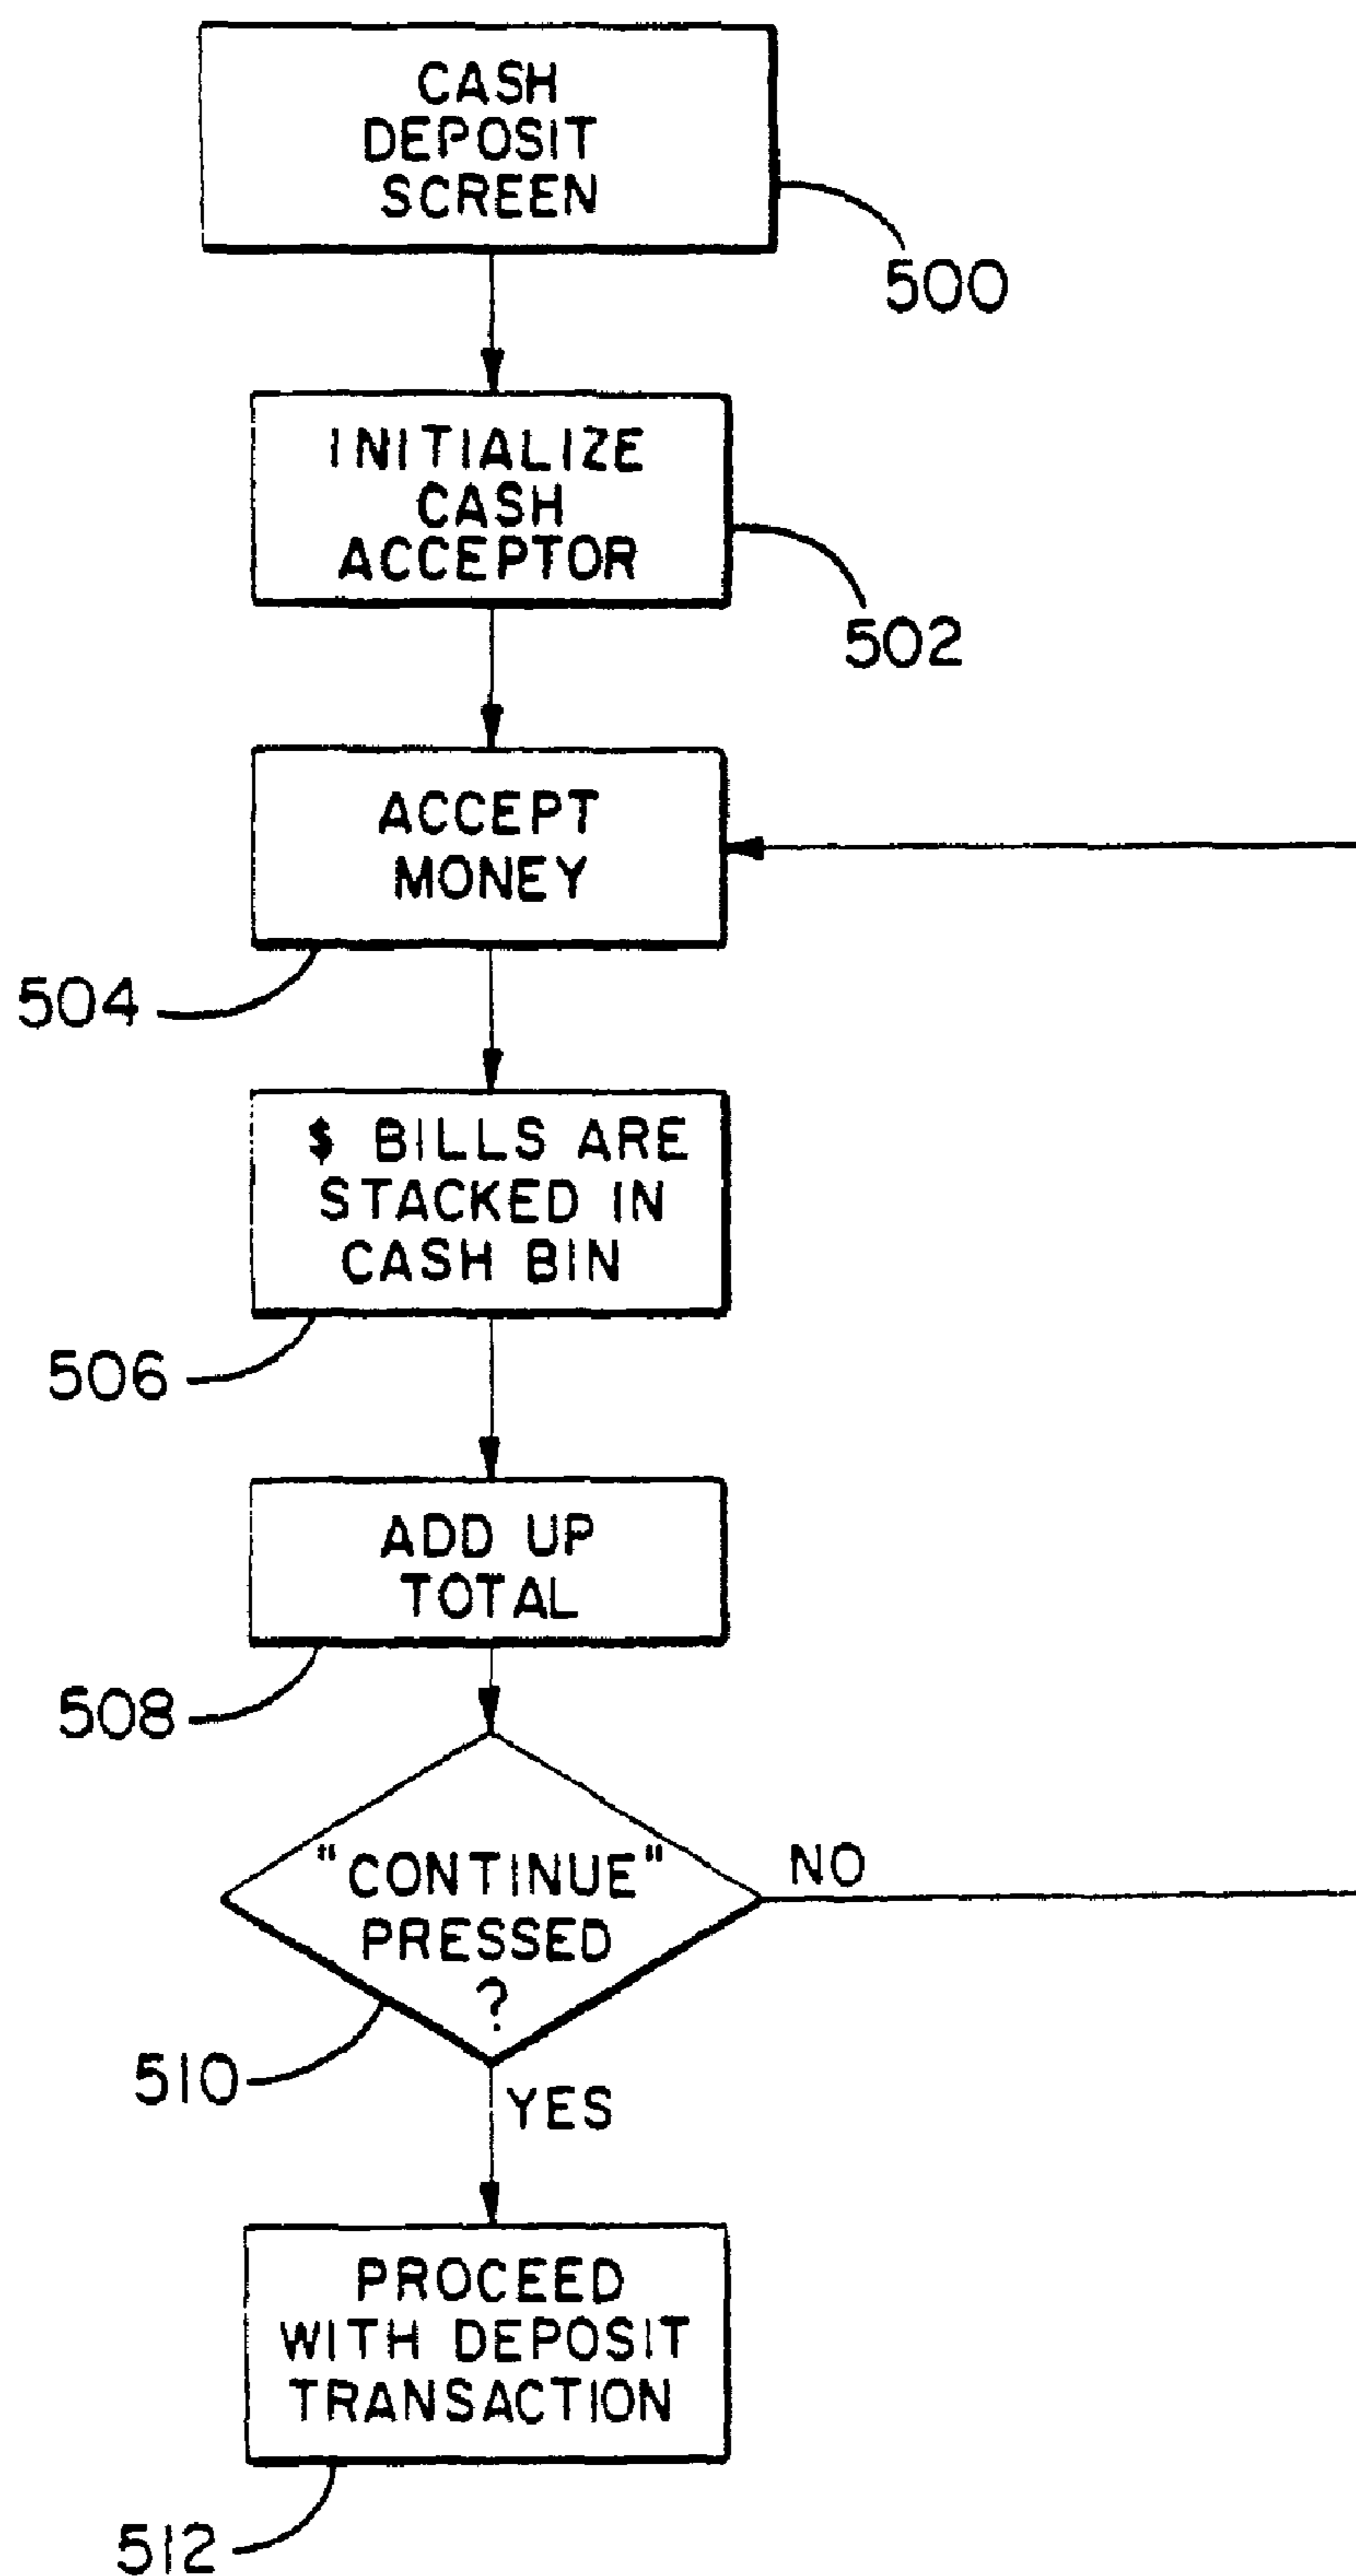 CASH
DEPOSIT
SCREEN
500
INITIALIZE
CASH
ACCEPTOR
502
ACCEPT
MONEY
504
$ BILLS ARE
STACKED IN
CASH BIN
506
ADD UP
TOTAL
508
"CONTINUE"
PRESSED
?
NO
510
YES
PROCEED
WITH DEPOSIT
TRANSACTION
512